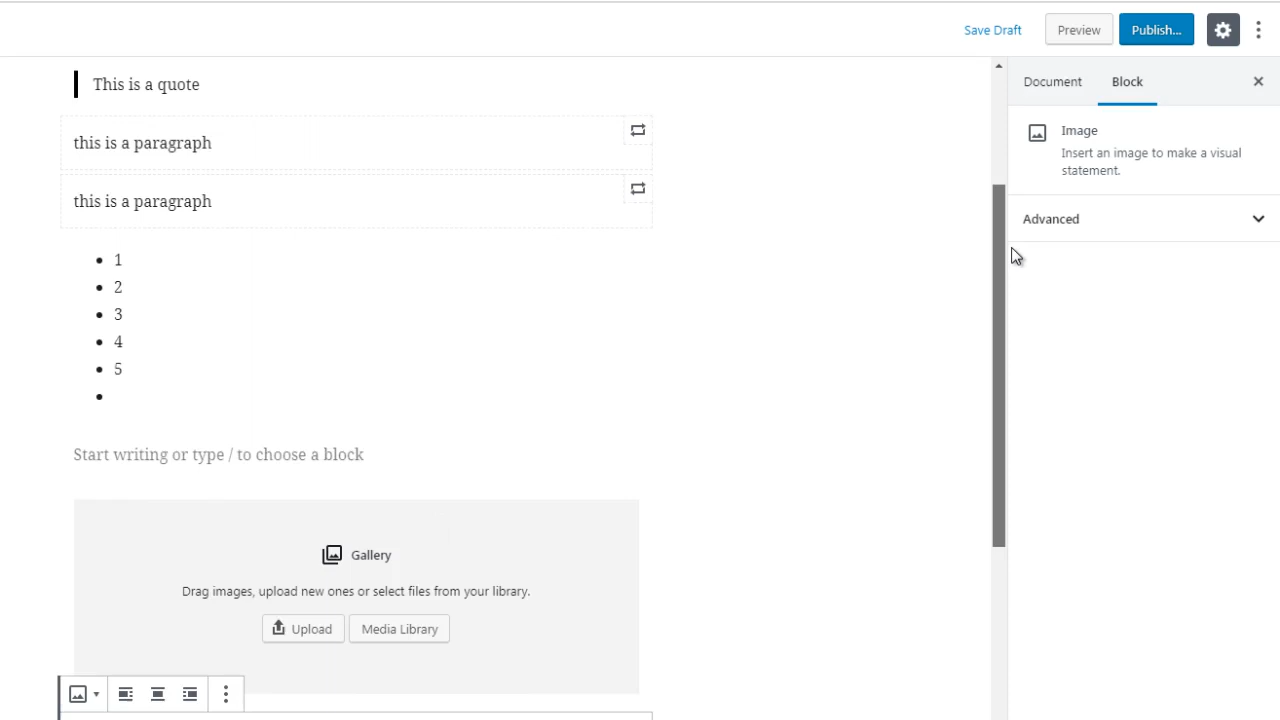 Save Draft
Preview
Publish...
Document
Block
Image
Insert an image to make a visual
statement.
Advanced
This is a quote
this is a paragraph
this is a paragraph
1
2
3
4
5
Start writing or type / to choose a block
Gallery
Drag images, upload new ones or select files from your library.
Upload
Media Library